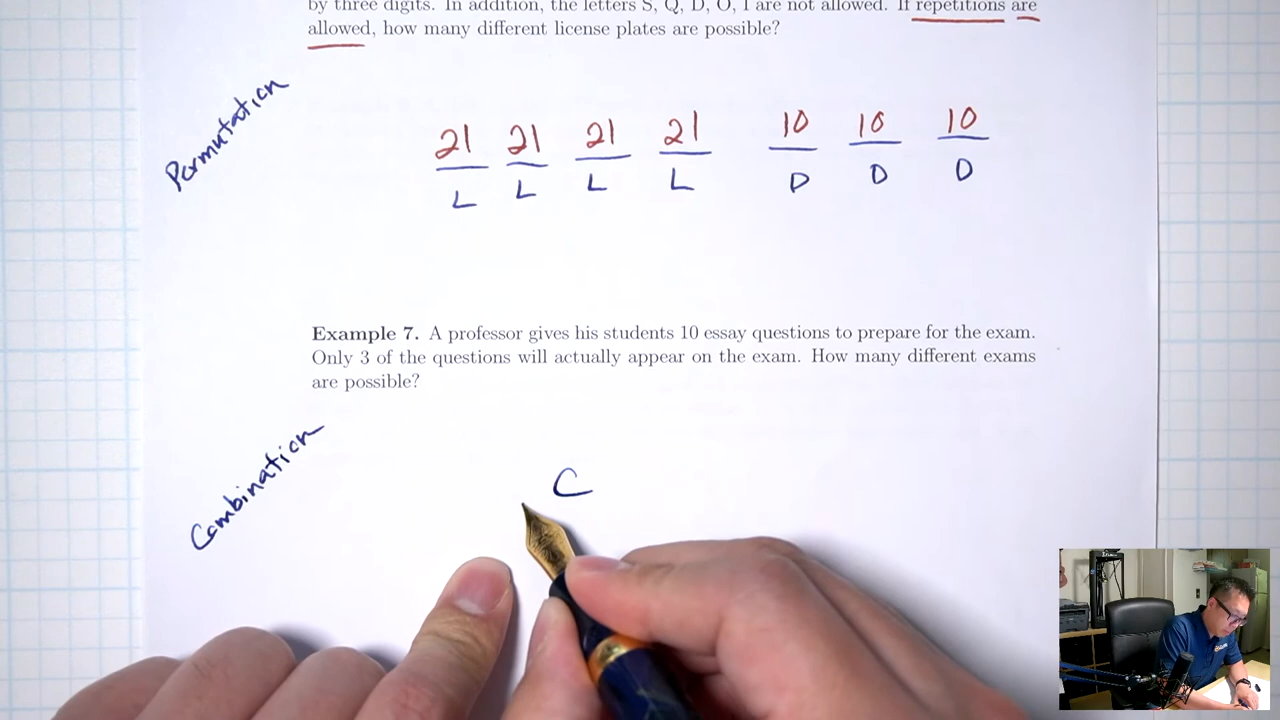 by three digits. In addition, the letters S, Q, D, O, I are not allowed. If repetitions are
allowed, how many different license plates are possible?
Permutation
21 21 21 21 10 10 10
L L L L D D D
Example 7. A professor gives his students 10 essay questions to prepare for the exam.
Only 3 of the questions will actually appear on the exam. How many different exams
are possible?
Combination
C